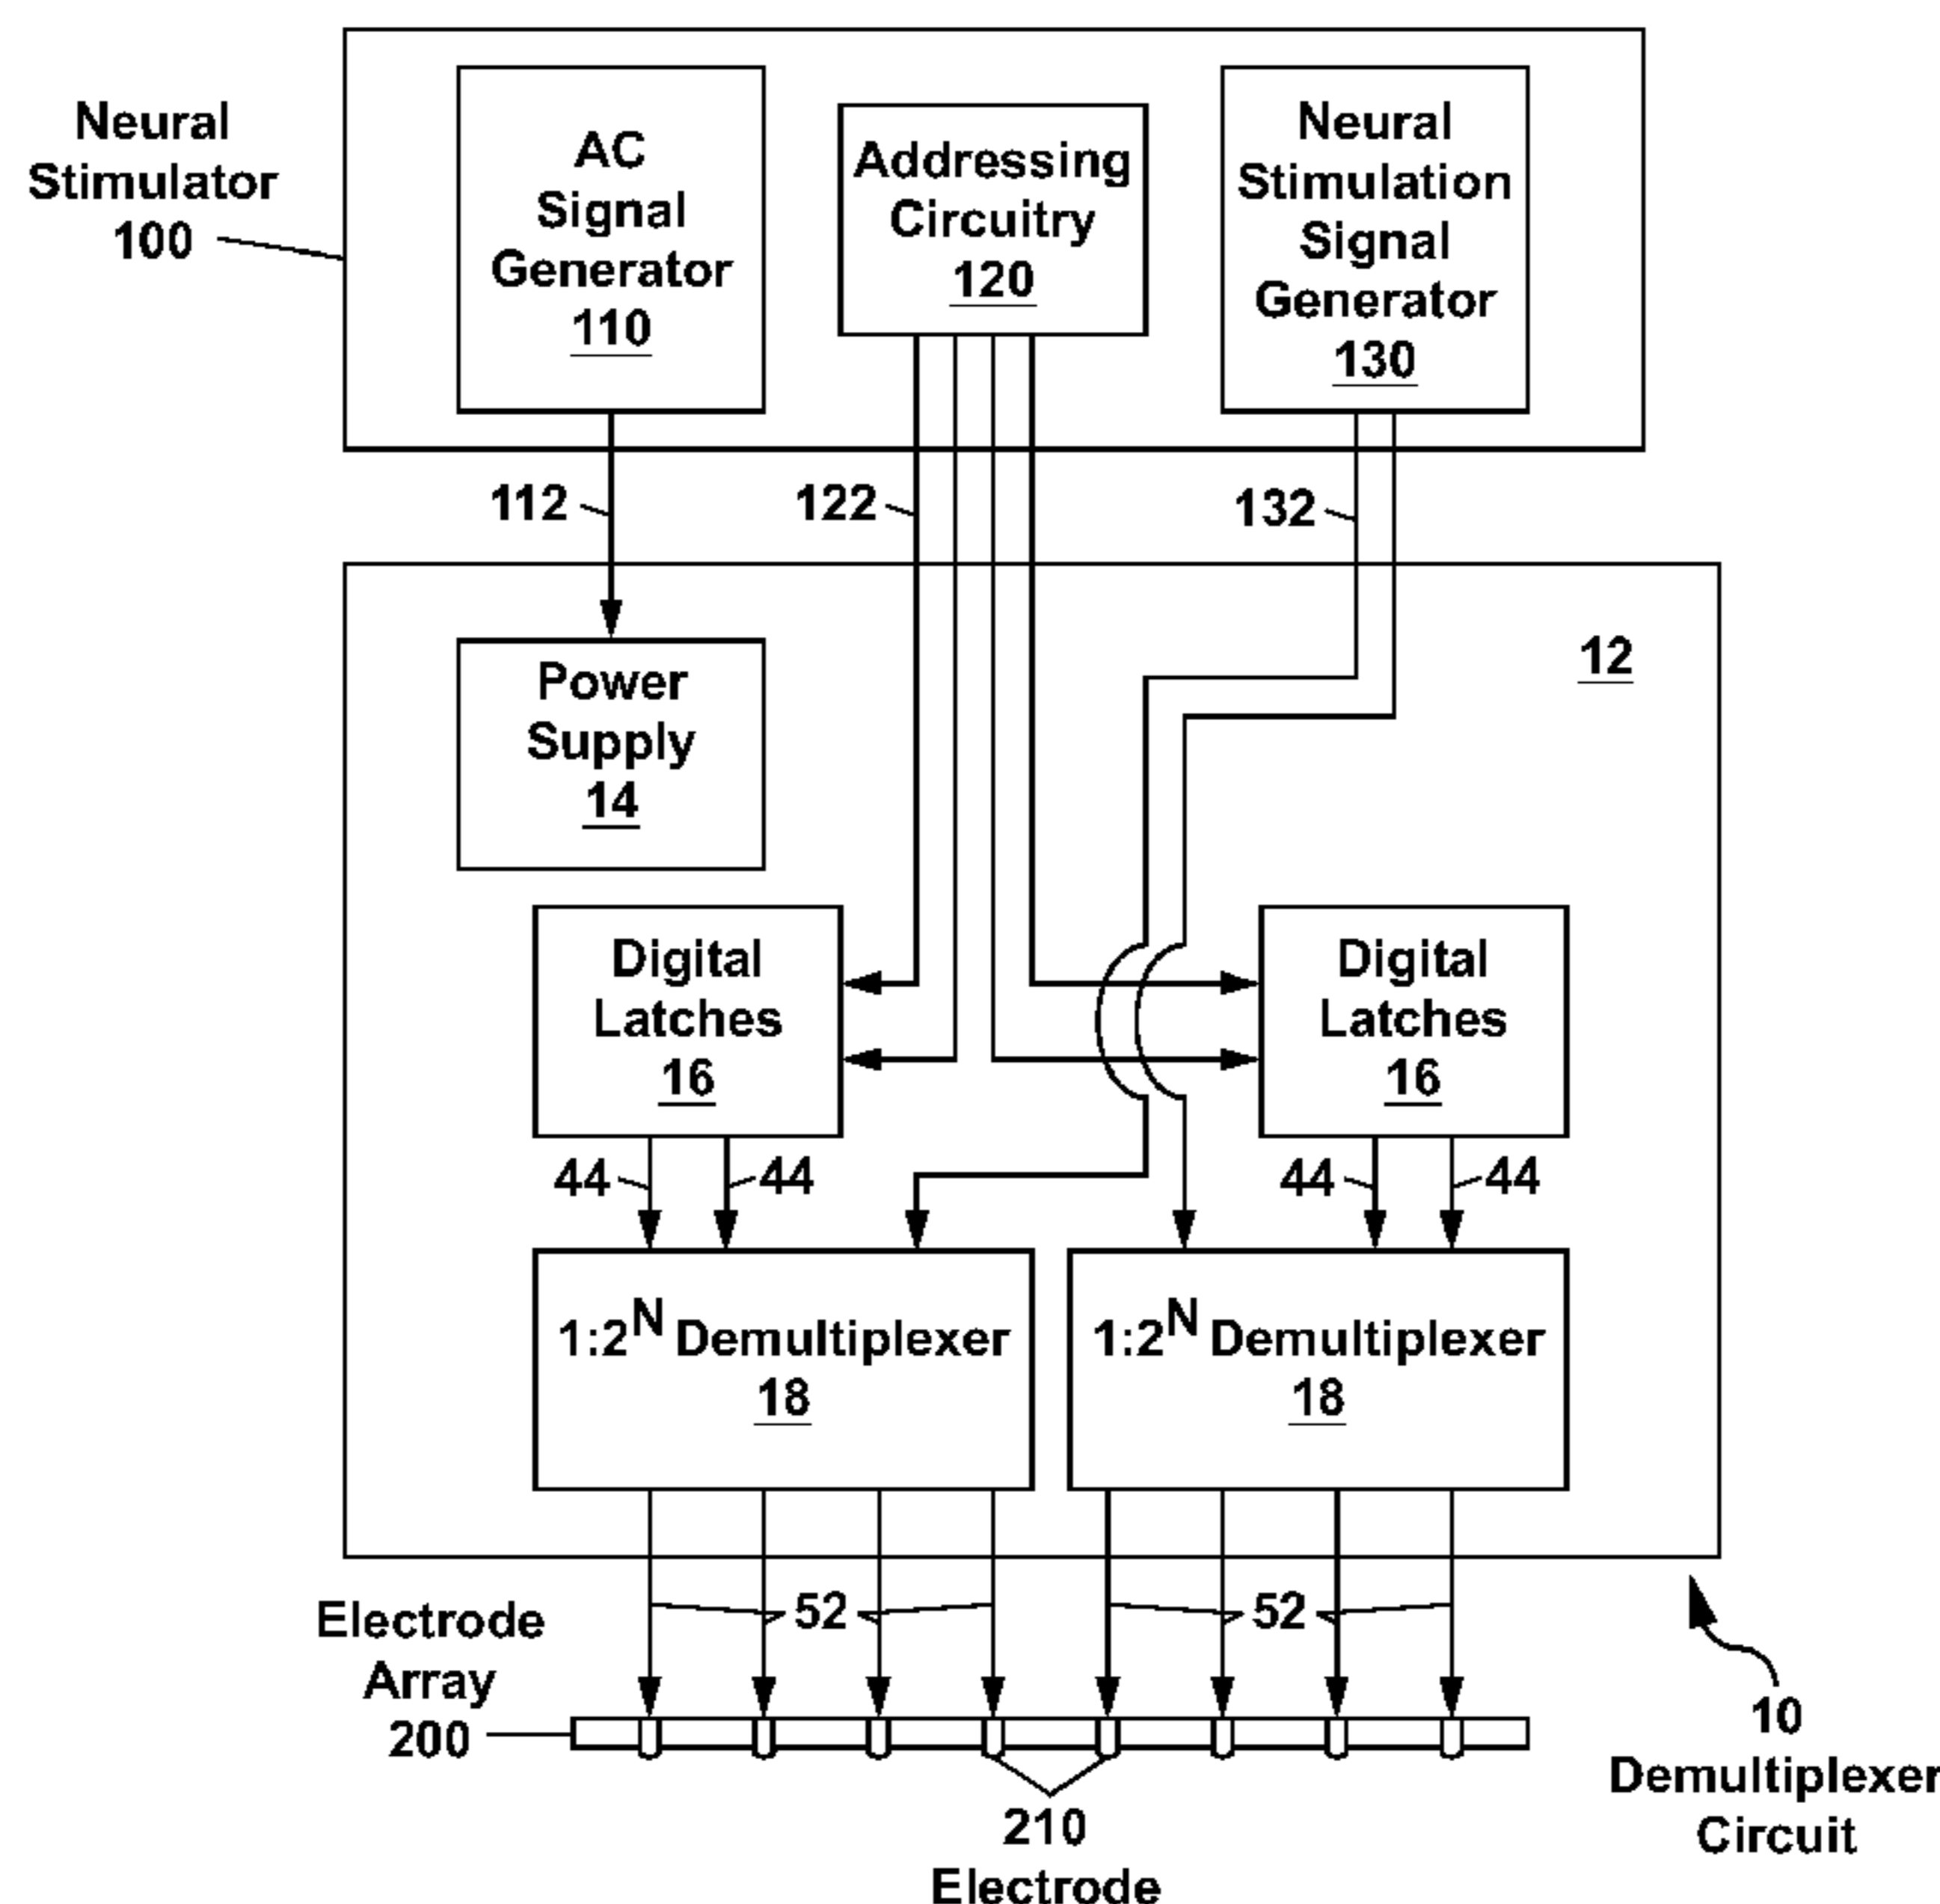 Neural
Stimulator
100
AC
Signal
Generator
110
Addressing
Circuitry
120
Neural
Stimulation
Signal
Generator
130
112
122
132
12
Power
Supply
14
Digital
Latches
16
Digital
Latches
16
44
44
44
44
1:2^N Demultiplexer
18
1:2^N Demultiplexer
18
52
52
Electrode
Array
200
210
Electrode
10
Demultiplexer
Circuit